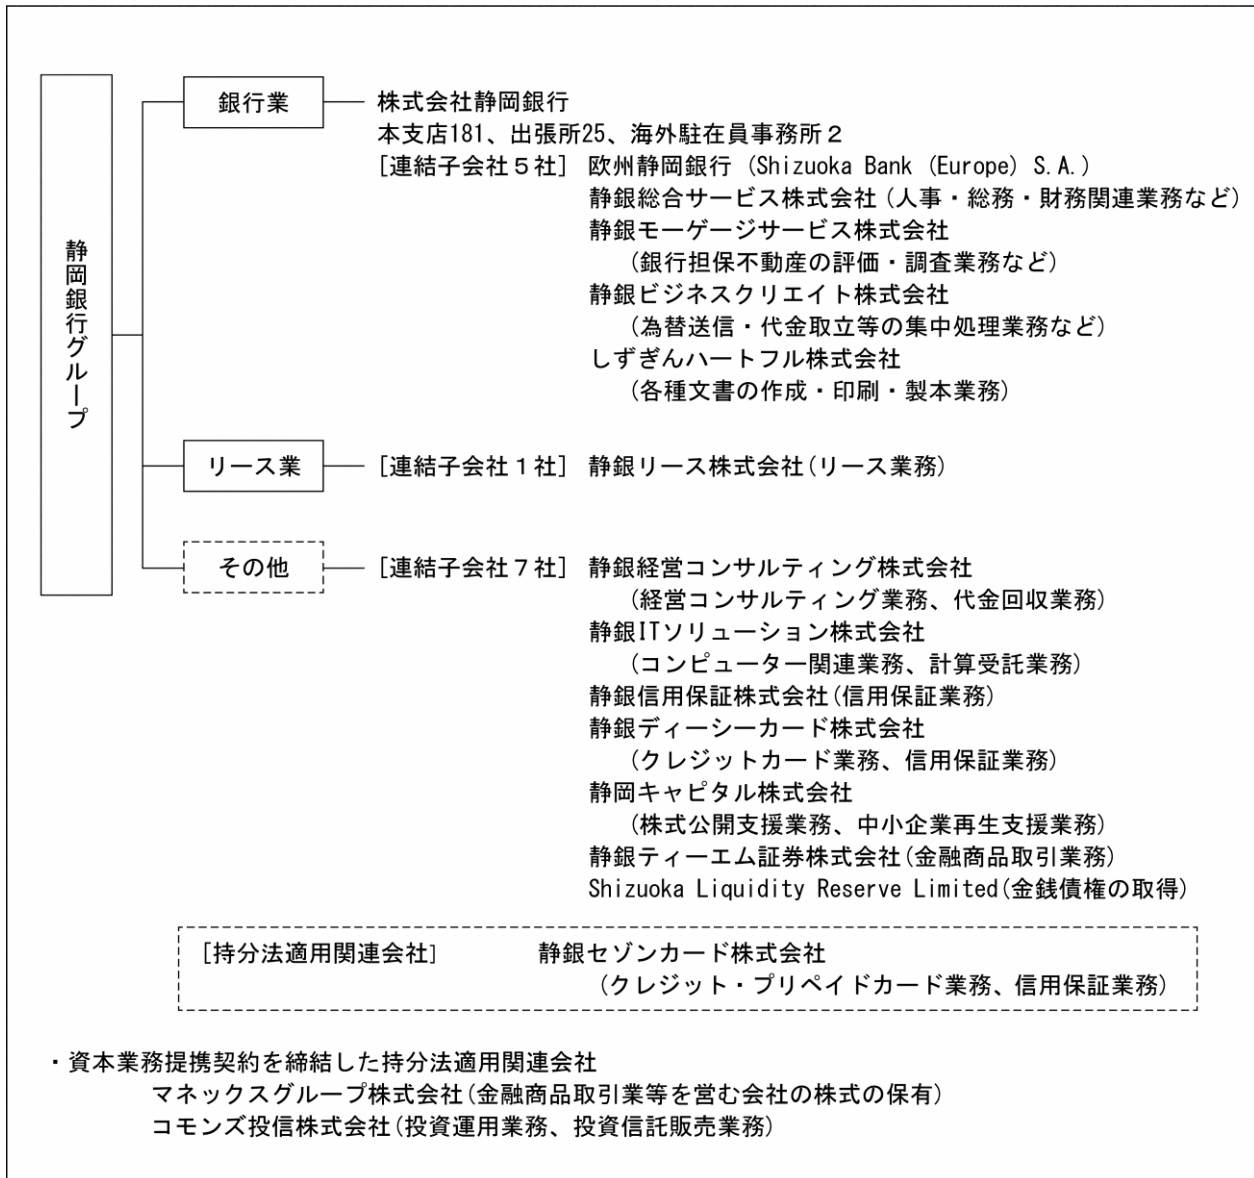 静岡銀行グループ
銀行業
株式会社静岡銀行
本支店181、出張所25、海外駐在員事務所２
[連結子会社５社] 欧州静岡銀行 (Shizuoka Bank (Europe) S.A.)
静銀総合サービス株式会社(人事・総務・財務関連業務など)
静銀モーゲージサービス株式会社
(銀行担保不動産の評価・調査業務など)
静銀ビジネスクリエイト株式会社
(為替送信・代金取立等の集中処理業務など)
しずぎんハートフル株式会社
(各種文書の作成・印刷・製本業務)
リース業 [連結子会社１社] 静銀リース株式会社(リース業務)
その他 [連結子会社７社] 静銀経営コンサルティング株式会社
(経営コンサルティング業務、代金回収業務)
静銀ITソリューション株式会社
(コンピューター関連業務、計算受託業務)
静銀信用保証株式会社(信用保証業務)
静銀ディーシーカード株式会社
(クレジットカード業務、信用保証業務)
静岡キャピタル株式会社
(株式公開支援業務、中小企業再生支援業務)
静銀ティーエム証券株式会社(金融商品取引業務)
Shizuoka Liquidity Reserve Limited(金銭債権の取得)
[持分法適用関連会社] 静銀セゾンカード株式会社
(クレジット・プリペイドカード業務、信用保証業務)
・資本業務提携契約を締結した持分法適用関連会社
マネックスグループ株式会社(金融商品取引業等を営む会社の株式の保有)
コモンズ投信株式会社(投資運用業務、投資信託販売業務)